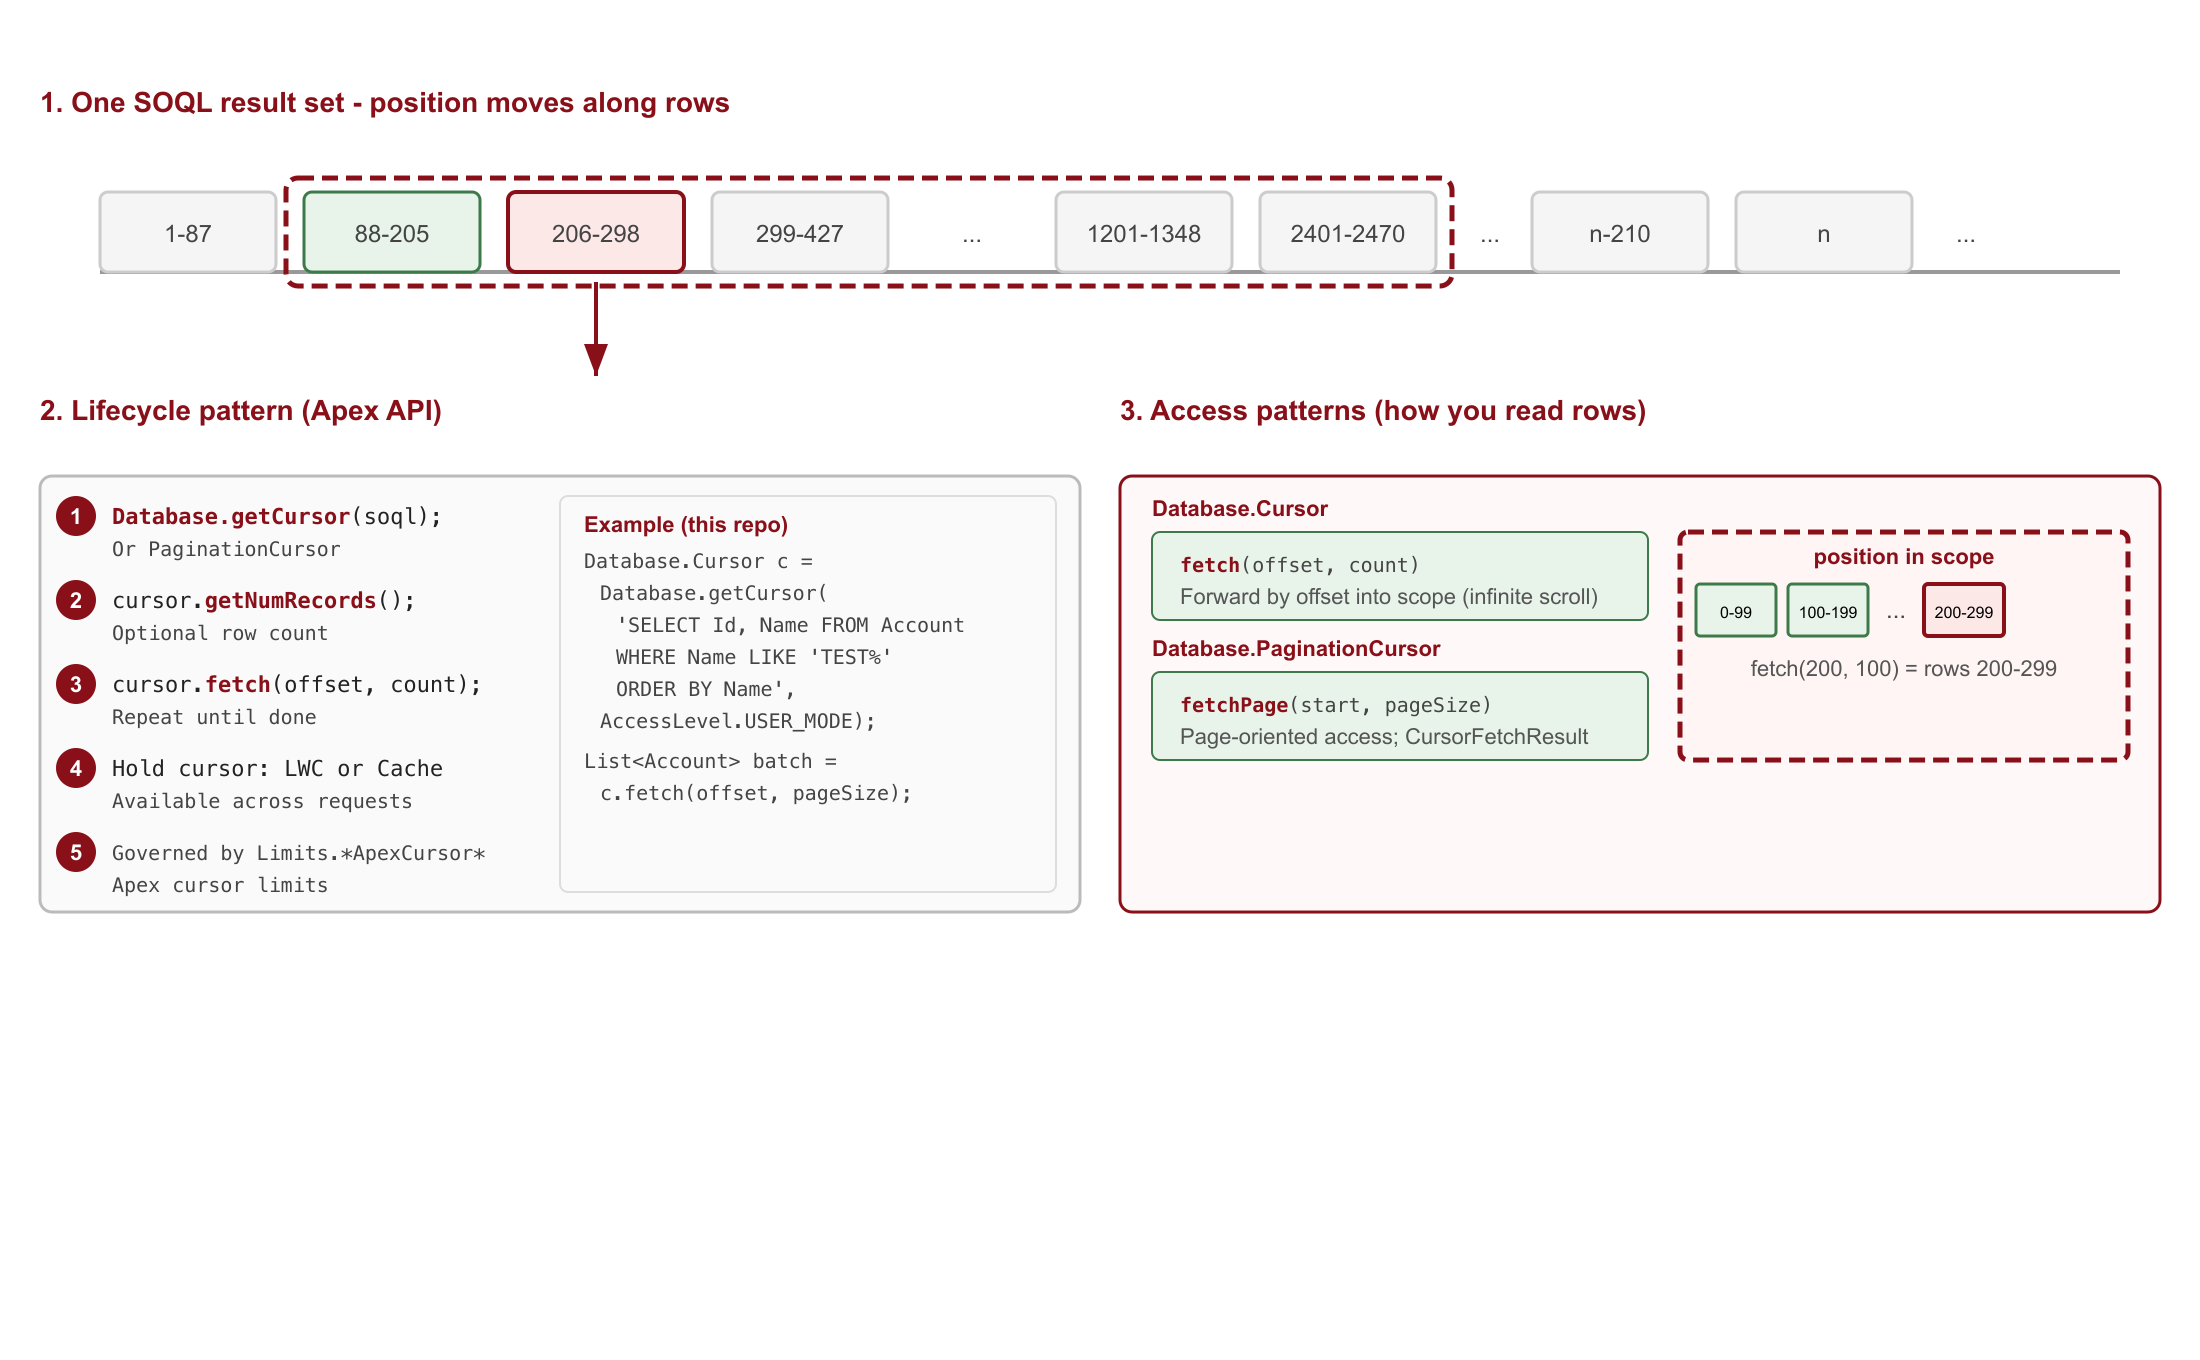 1. One SOQL result set - position moves along rows
1-87 88-205 206-298 299-427 ... 1201-1348 2401-2470 ... n-210 n ...
2. Lifecycle pattern (Apex API)
1 Database.getCursor(soql);
Or PaginationCursor
2 cursor.getNumRecords();
Optional row count
3 cursor.fetch(offset, count);
Repeat until done
4 Hold cursor: LWC or Cache
Available across requests
5 Governed by Limits.*ApexCursor*
Apex cursor limits
Example (this repo)
Database.Cursor c =
Database.getCursor(
'SELECT Id, Name FROM Account
WHERE Name LIKE 'TEST%'
ORDER BY Name',
AccessLevel.USER_MODE);
List<Account> batch =
c.fetch(offset, pageSize);
3. Access patterns (how you read rows)
Database.Cursor
fetch(offset, count)
Forward by offset into scope (infinite scroll)
Database.PaginationCursor
fetchPage(start, pageSize)
Page-oriented access; CursorFetchResult
position in scope
0-99 100-199 ... 200-299
fetch(200, 100) = rows 200-299